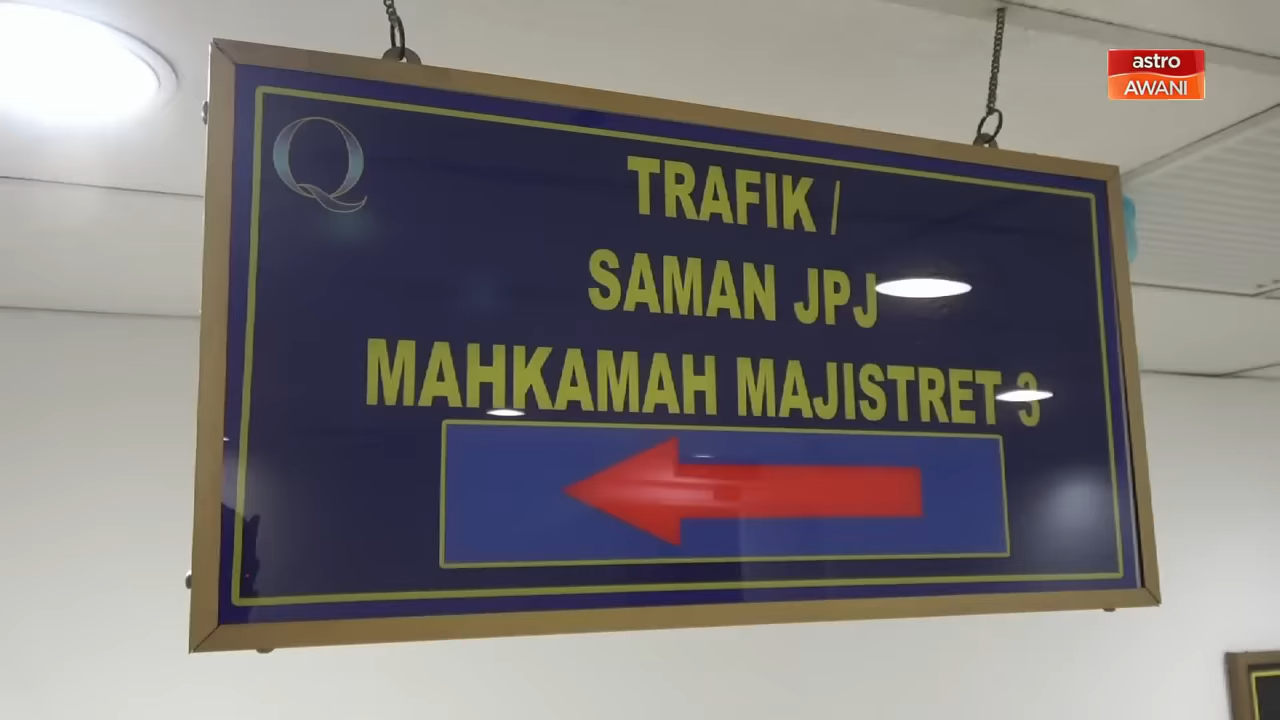 astro
AWANI
Q
TRAFIK /
SAMAN JPJ
MAHKAMAH MAJISTRET 3